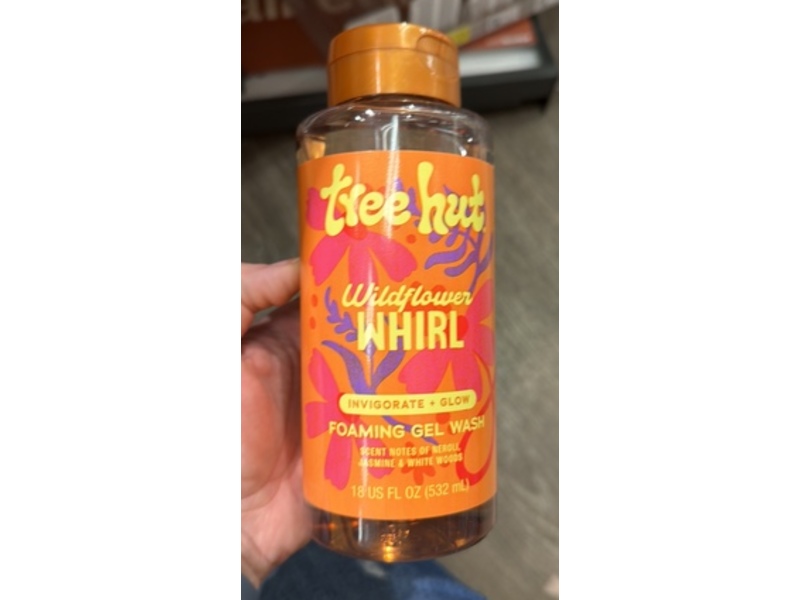 tree hut
Wildflower
WHIRL
INVIGORATE + GLOW
FOAMING GEL WASH
SCENT NOTES OF NEROLI,
JASMINE & WHITE WOODS
18 US FL OZ (532 mL)